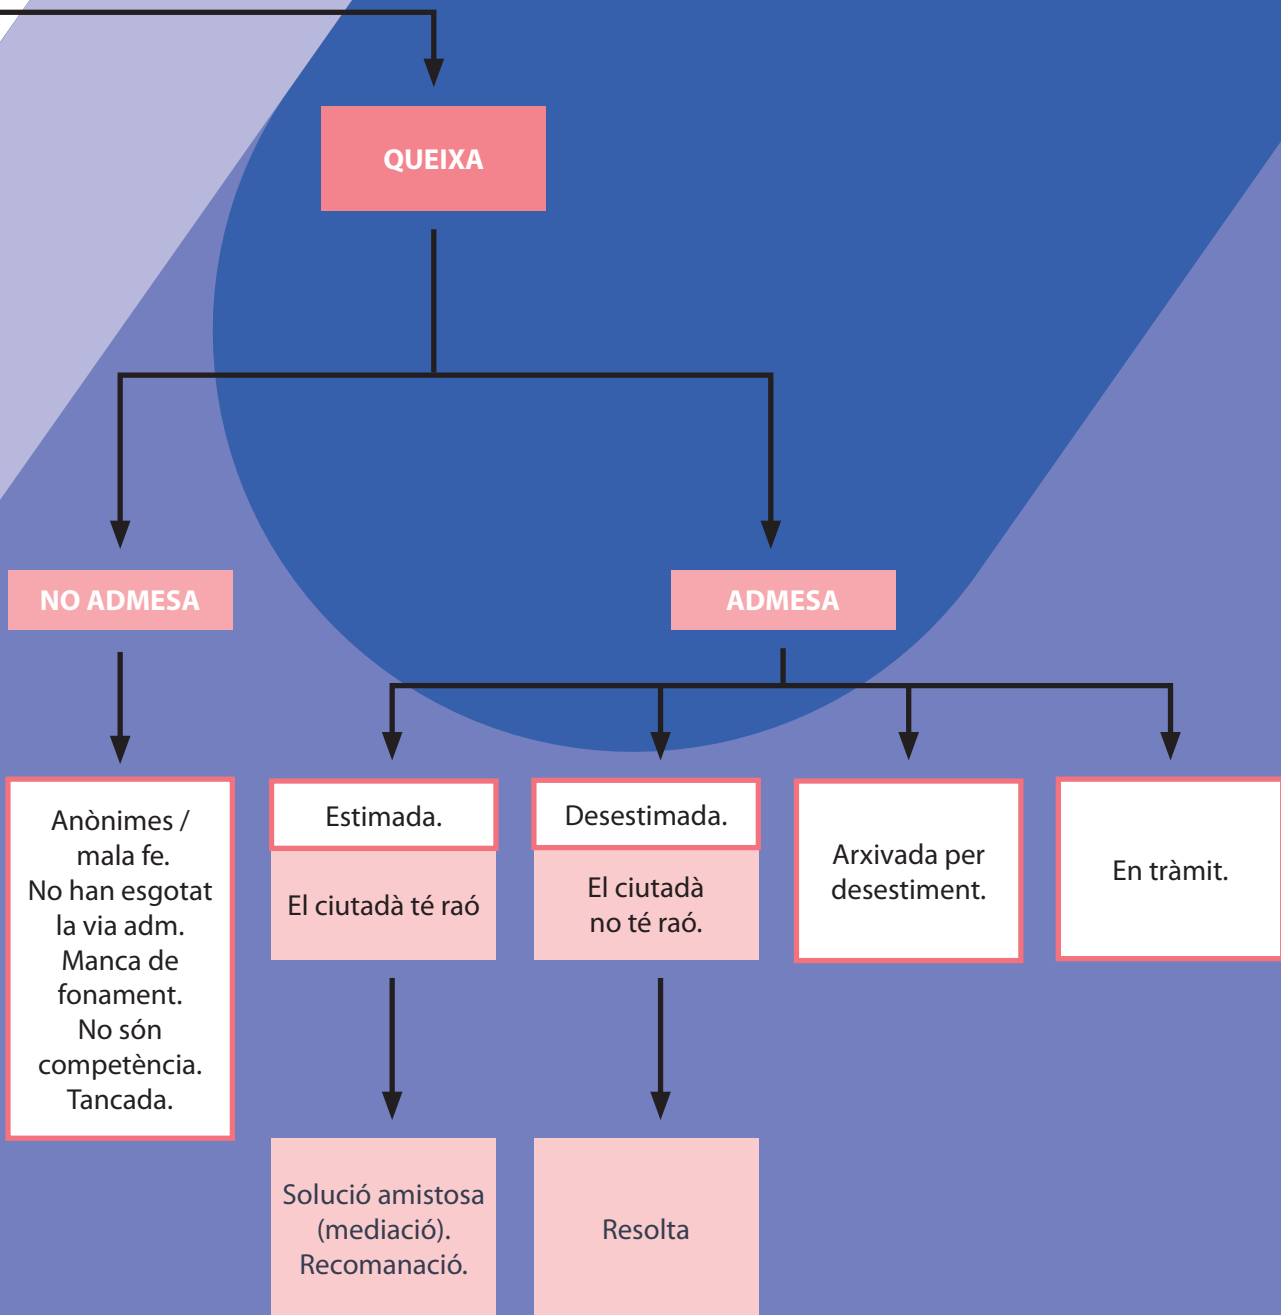 QUEIXA
NO ADMESA
ADMESA
Anònimes /
mala fe.
No han esgotat
la via adm.
Manca de
fonament.
No són
competència.
Tancada.
Estimada.
El ciutadà té raó
Desestimada.
El ciutadà
no té raó.
Arxivada per
desestiment.
En tràmit.
Solució amistosa
(mediació).
Recomanació.
Resolta